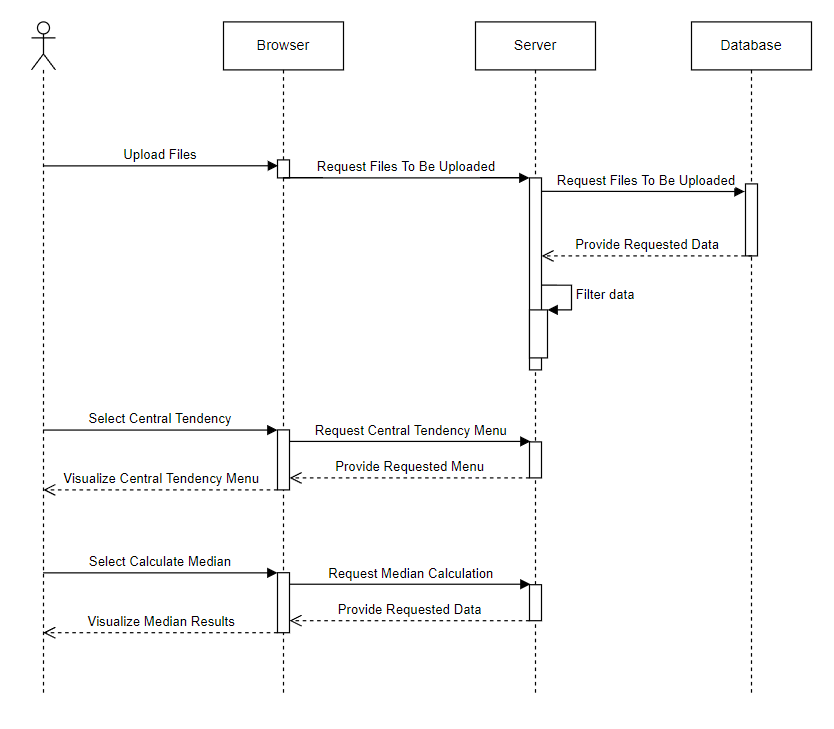 Browser
Server
Database
Upload Files
Request Files To Be Uploaded
Request Files To Be Uploaded
Provide Requested Data
Filter data
Select Central Tendency
Request Central Tendency Menu
Provide Requested Menu
Visualize Central Tendency Menu
Select Calculate Median
Request Median Calculation
Provide Requested Data
Visualize Median Results